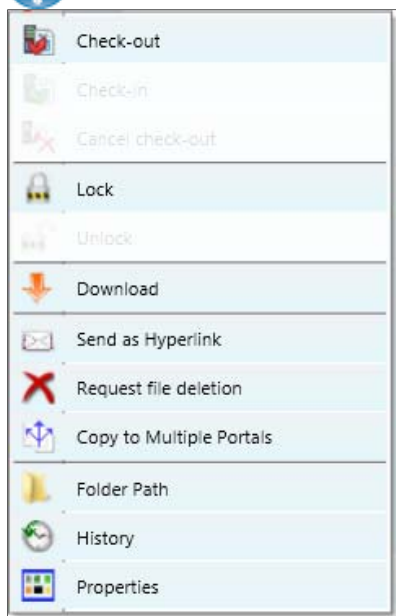 Check-out
Check-in
Cancel check-out
Lock
Unlock
Download
Send as Hyperlink
Request file deletion
Copy to Multiple Portals
Folder Path
History
Properties